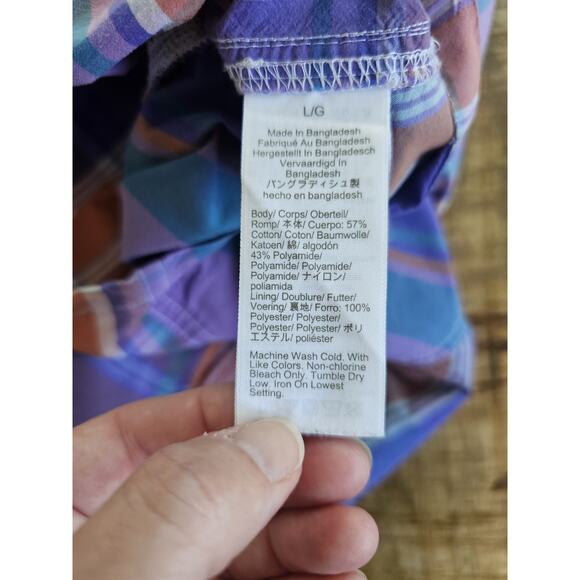 L/G
Made In Bangladesh
Fabriqué Au Bangladesh
Hergestellt In Bangladesch
Vervaardigd In
Bangladesh
バングラディシュ製
hecho en bangladesh
Body/ Corps/ Oberteil/
Romp/ 本体/ Cuerpo: 57%
Cotton/ Coton/ Baumwolle/
Katoen/ 綿/ algodón
43% Polyamide/
Polyamide/ Polyamide/
Polyamide/ ナイロン/
poliamida
Lining/ Doublure/ Futter/
Voering/ 裏地/ Forro: 100%
Polyester/ Polyester/
Polyester/ Polyester/ ポリ
エステル/ poliéster
Machine Wash Cold. With
Like Colors. Non-chlorine
Bleach Only. Tumble Dry
Low. Iron On Lowest
Setting.